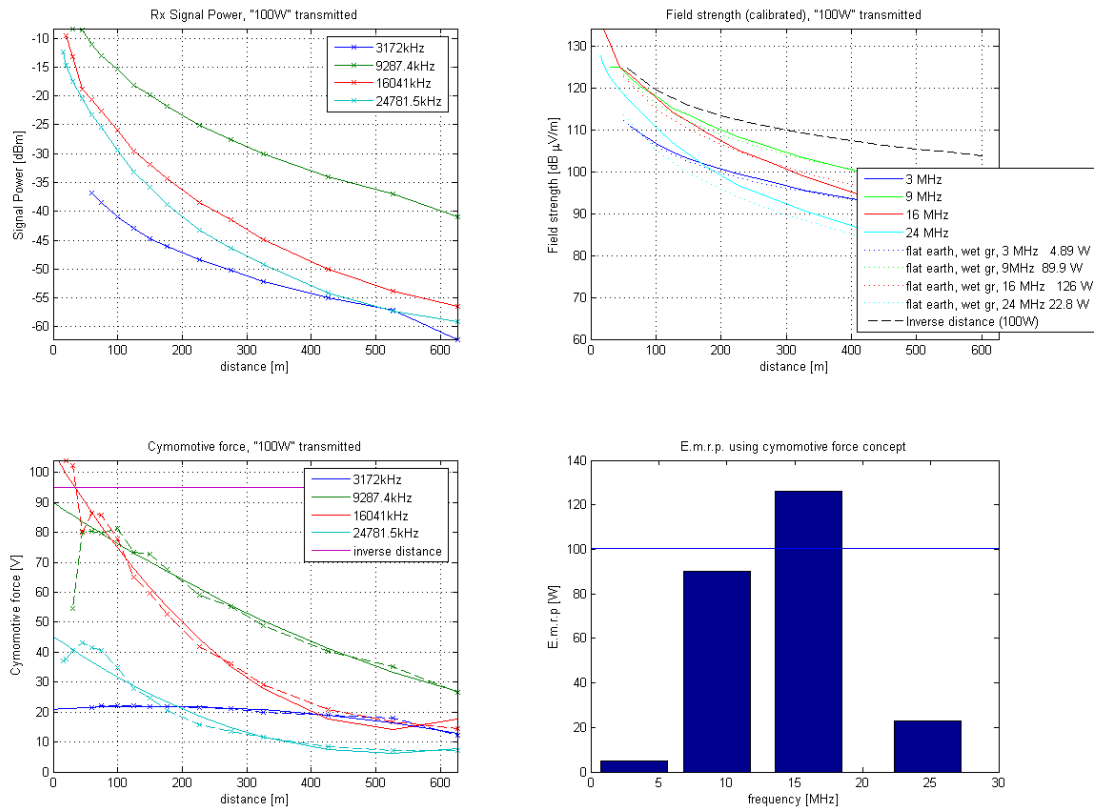 Rx Signal Power, "100W" transmitted
-10
-15
-20
-25
-30
-35
-40
-45
-50
-55
-60
Signal Power [dBm]
0 100 200 300 400 500 600
distance [m]
3172kHz
9287.4kHz
16041kHz
24781.5kHz
Field strength (calibrated), "100W" transmitted
130
120
110
100
90
80
70
60
Field strength [dB µV/m]
0 100 200 300 400 500 600
distance [m]
3 MHz
9 MHz
16 MHz
24 MHz
flat earth, wet gr, 3 MHz 4.89 W
flat earth, wet gr, 9MHz 89.9 W
flat earth, wet gr, 16 MHz 126 W
flat earth, wet gr, 24 MHz 22.8 W
Inverse distance (100W)
Cymomotive force, "100W" transmitted
100
90
80
70
60
50
40
30
20
10
0
Cymomotive force [V]
0 100 200 300 400 500 600
distance [m]
3172kHz
9287.4kHz
16041kHz
24781.5kHz
inverse distance
E.m.r.p. using cymomotive force concept
140
120
100
80
60
40
20
0
E.m.r.p [W]
0 5 10 15 20 25 30
frequency [MHz]